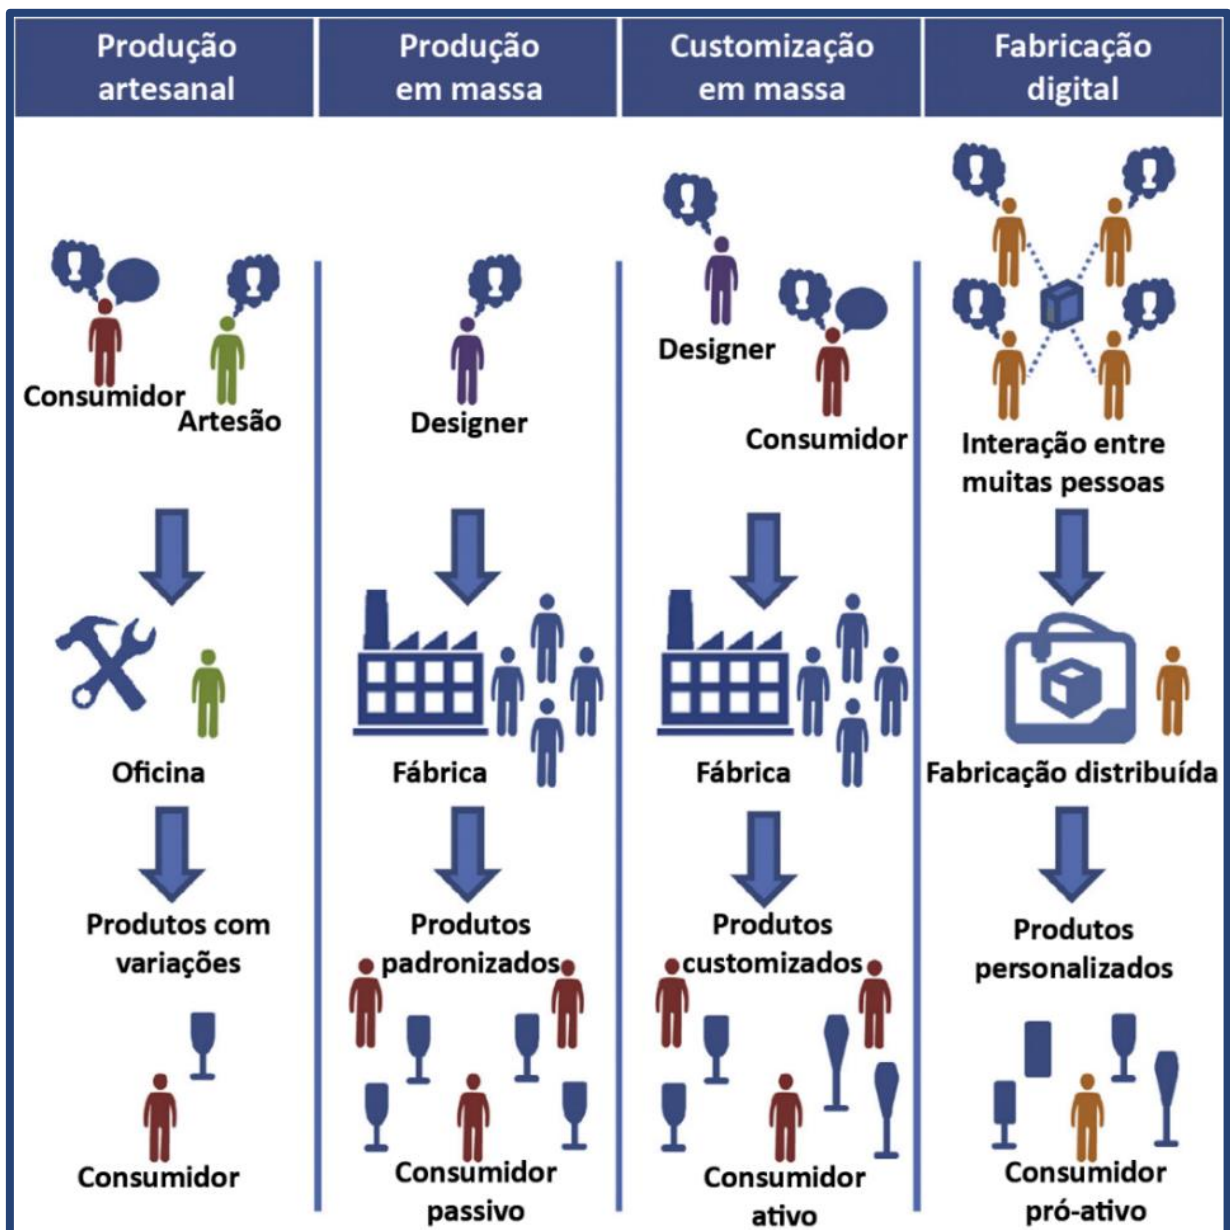 Produção
artesanal
Consumidor
Artesão
Oficina
Produtos com
variações
Consumidor
Produção
em massa
Designer
Fábrica
Produtos
padronizados
Consumidor
passivo
Customização
em massa
Designer
Consumidor
Fábrica
Produtos
customizados
Consumidor
ativo
Fabricação
digital
Interação entre
muitas pessoas
Fabricação distribuída
Produtos
personalizados
Consumidor
pró-ativo